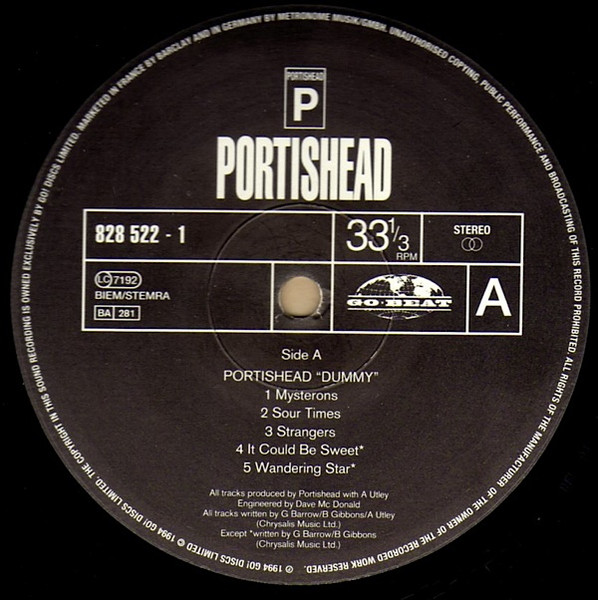 PORTISHEAD
P
PORTISHEAD
828 522 - 1
33 1/3
RPM
STEREO
LC 7192
BIEM/STEMRA
BA 281
GO·BEAT
A
Side A
PORTISHEAD “DUMMY”
1 Mysterons
2 Sour Times
3 Strangers
4 It Could Be Sweet*
5 Wandering Star*
All tracks produced by Portishead with A Utley
Engineered by Dave Mc Donald
All tracks written by G Barrow/B Gibbons/A Utley
(Chrysalis Music Ltd.)
Except *written by G Barrow/B Gibbons
(Chrysalis Music Ltd.)
℗ 1994 GO! DISCS LIMITED © 1994 GO! DISCS LIMITED. THE COPYRIGHT IN THIS SOUND RECORDING IS OWNED EXCLUSIVELY BY GO! DISCS LIMITED. MARKETED IN FRANCE BY BARCLAY AND IN GERMANY BY METRONOME MUSIK/GMBH. UNAUTHORISED COPYING, PUBLIC PERFORMANCE AND BROADCASTING OF THIS RECORD PROHIBITED. ALL RIGHTS OF THE MANUFACTURER OF THE OWNER OF THE RECORDED WORK RESERVED.